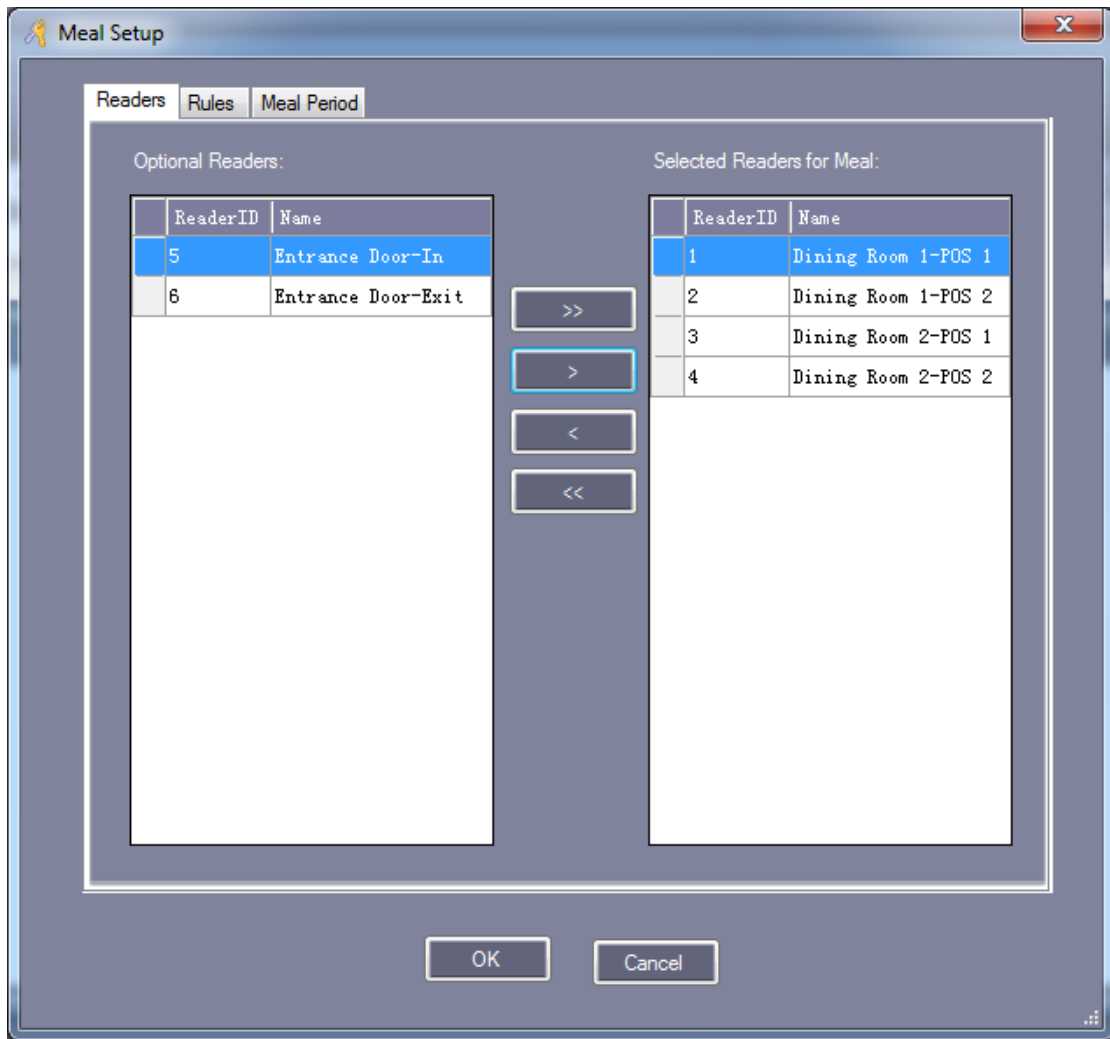 Meal Setup
x
Readers Rules Meal Period
Optional Readers: Selected Readers for Meal:
ReaderID Name ReaderID Name
5 Entrance Door-In 1 Dining Room 1-POS 1
6 Entrance Door-Exit 2 Dining Room 1-POS 2
>>
3 Dining Room 2-POS 1
>
4 Dining Room 2-POS 2
<
<<
OK Cancel